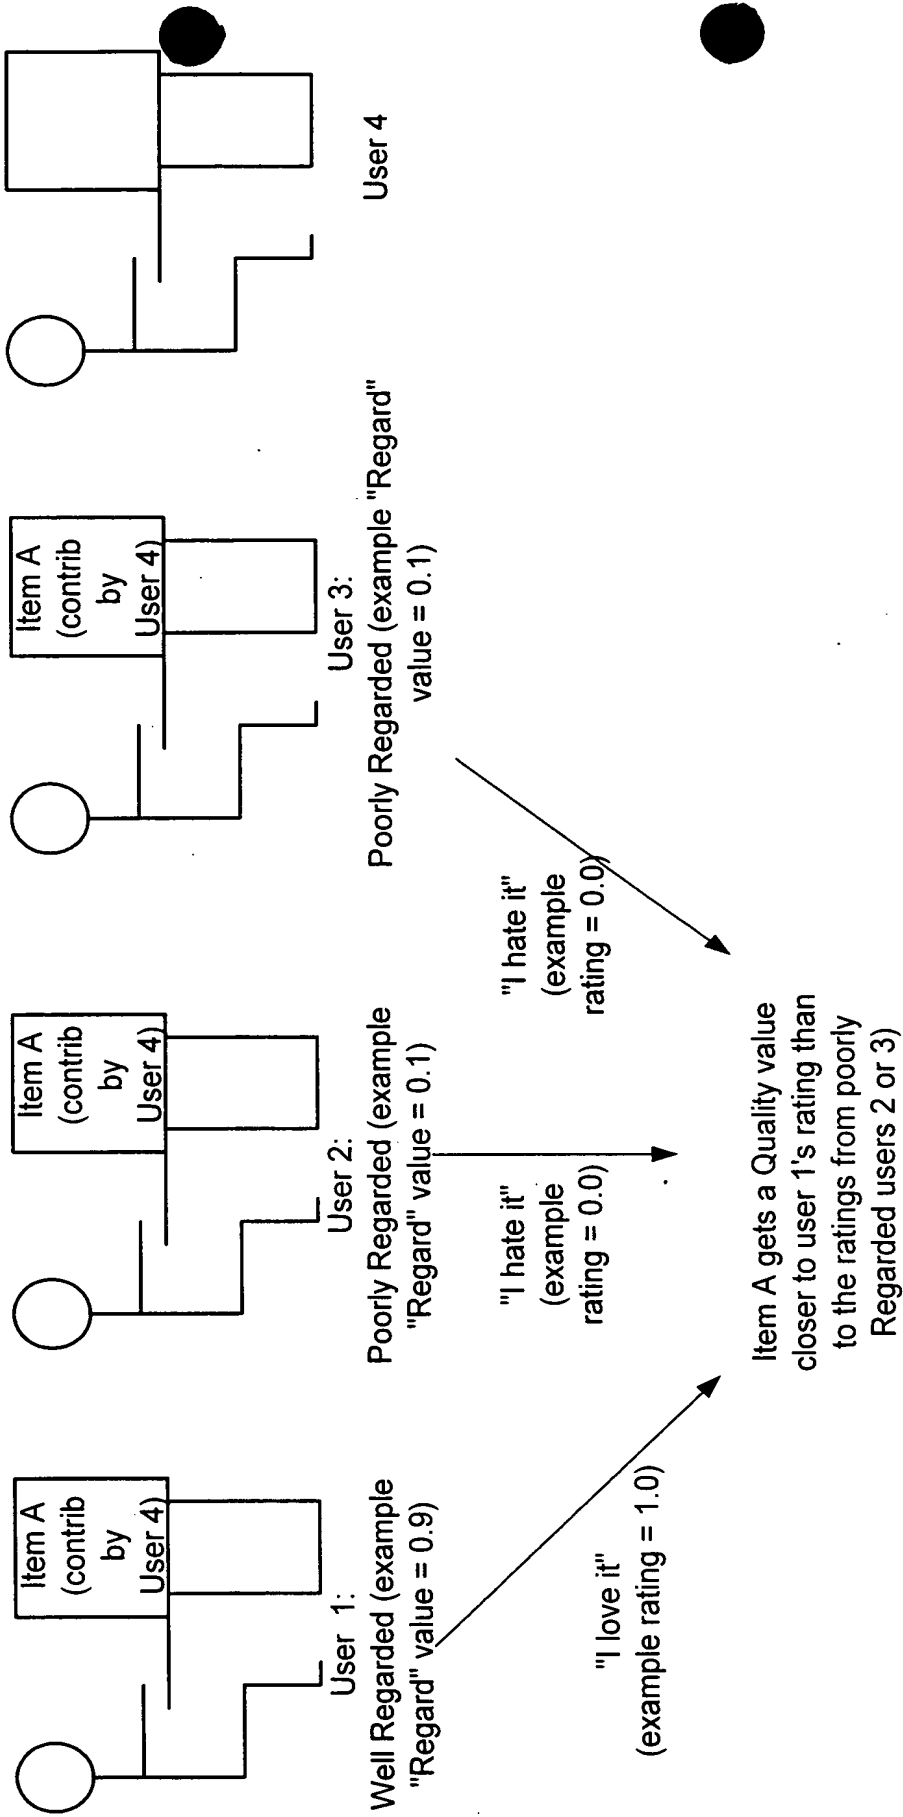 Item A
(contrib
by
User 4)
User 1:
Well Regarded (example
"Regard" value = 0.9)
"I love it"
(example rating = 1.0)
Item A
(contrib
by
User 4)
User 2:
Poorly Regarded (example
"Regard" value = 0.1)
"I hate it"
(example
rating = 0.0)
Item A
(contrib
by
User 4)
User 3:
Poorly Regarded (example "Regard"
value = 0.1)
"I hate it"
(example
rating = 0.0)
User 4
Item A gets a Quality value
closer to user 1's rating than
to the ratings from poorly
Regarded users 2 or 3)